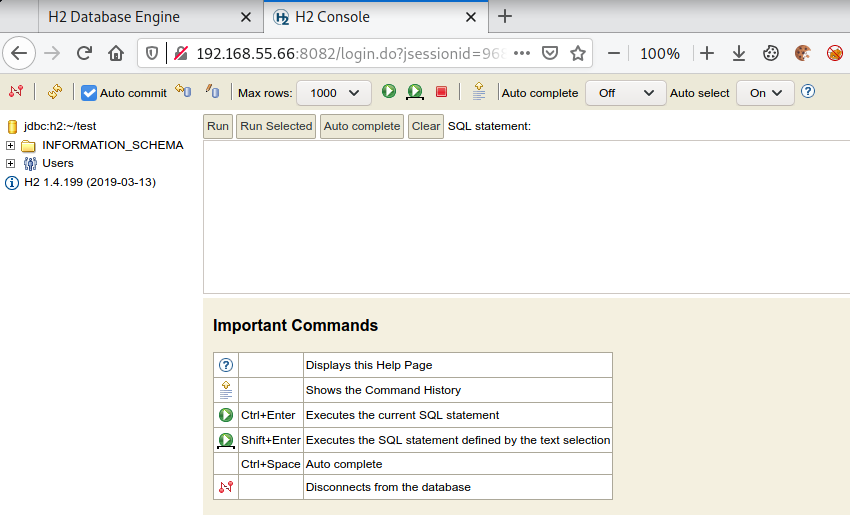 H2 Database Engine
H2 Console
192.168.55.66:8082/login.do?jsessionid=968
100%
Auto commit
Max rows: 1000
Auto complete Off
Auto select On
jdbc:h2:~/test
INFORMATION_SCHEMA
Users
H2 1.4.199 (2019-03-13)
Run
Run Selected
Auto complete
Clear
SQL statement:
Important Commands
Displays this Help Page
Shows the Command History
Ctrl+Enter Executes the current SQL statement
Shift+Enter Executes the SQL statement defined by the text selection
Ctrl+Space Auto complete
Disconnects from the database